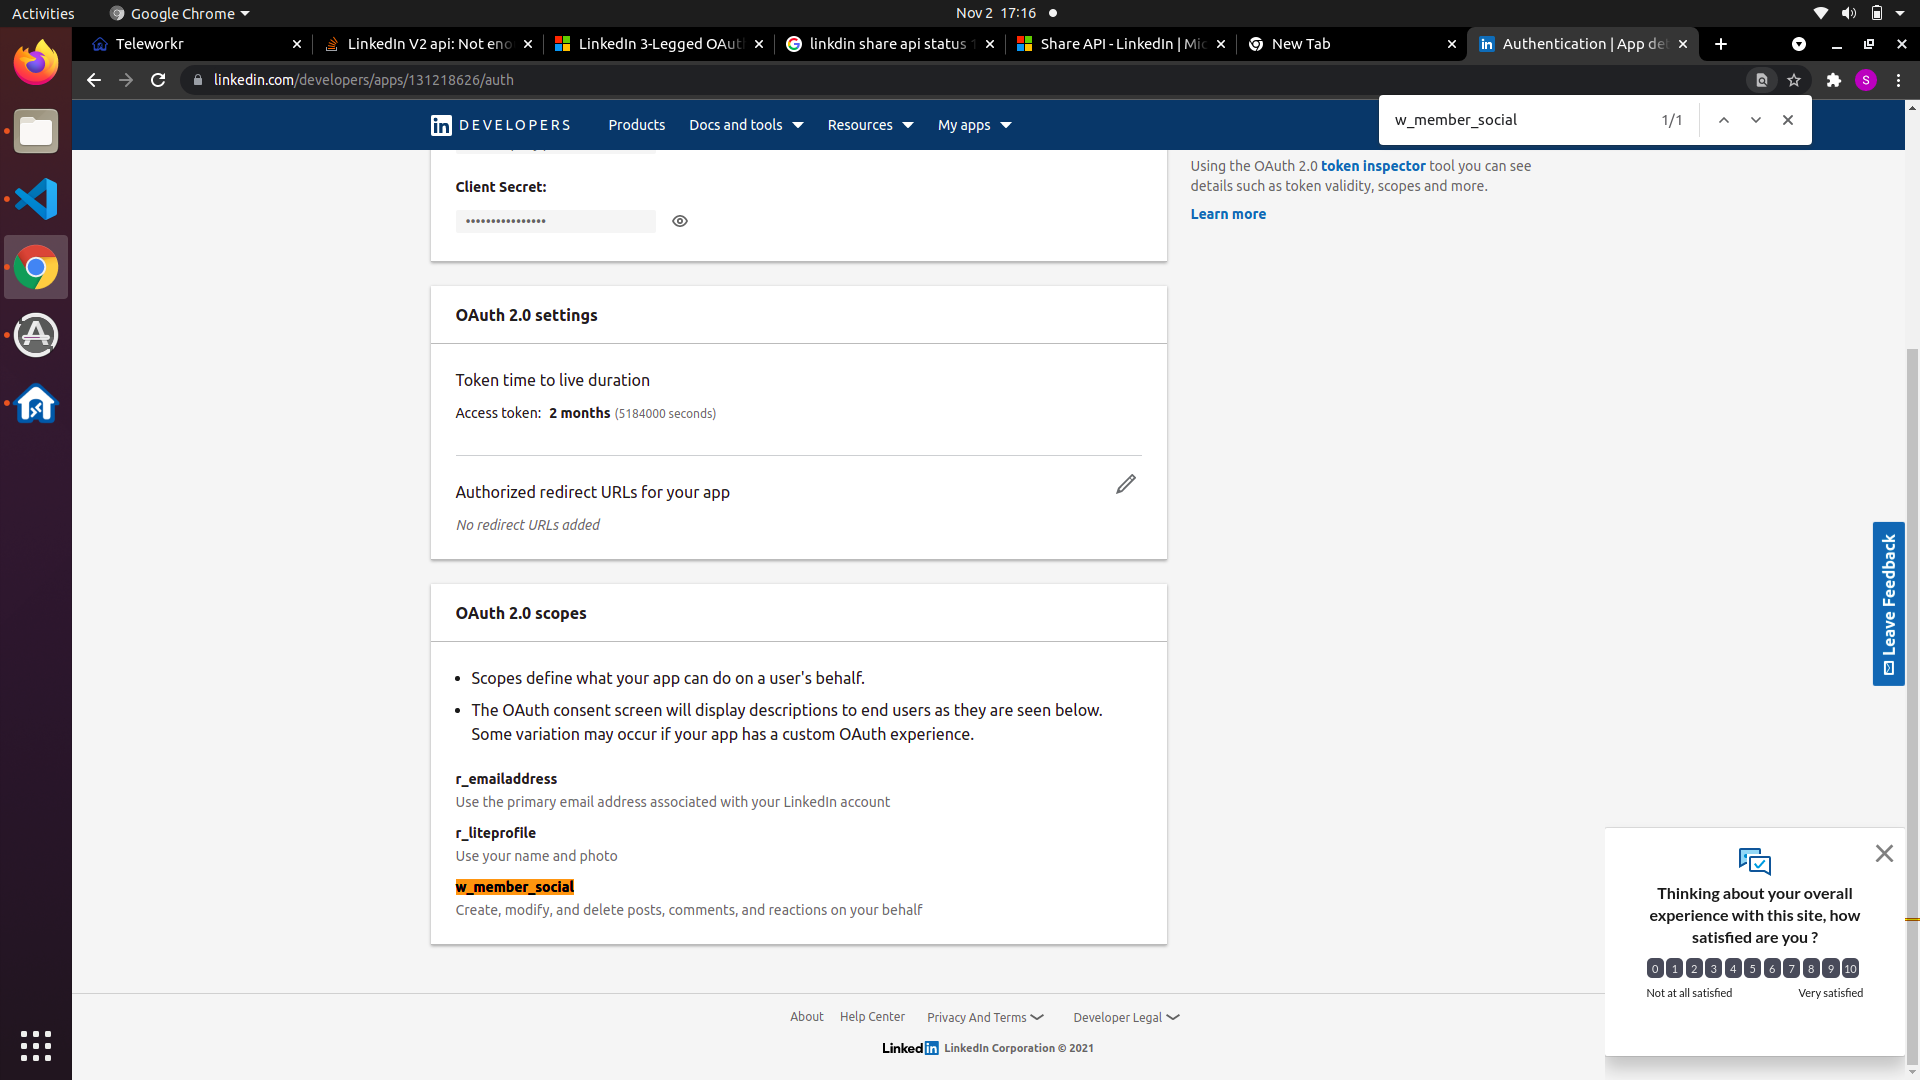 Activities
Google Chrome
Nov 2 17:16
Teleworkr
LinkedIn V2 api: Not eno
LinkedIn 3-Legged OAut
linkdin share api status 1
Share API - LinkedIn | Mic
New Tab
Authentication | App det
linkedin.com/developers/apps/131218626/auth
S
in DEVELOPERS
Products
Docs and tools
Resources
My apps
w_member_social
1/1
Client Secret:
••••••••••••••••
Using the OAuth 2.0 token inspector tool you can see
details such as token validity, scopes and more.
Learn more
OAuth 2.0 settings
Token time to live duration
Access token: 2 months (5184000 seconds)
Authorized redirect URLs for your app
No redirect URLs added
OAuth 2.0 scopes
• Scopes define what your app can do on a user's behalf.
• The OAuth consent screen will display descriptions to end users as they are seen below.
Some variation may occur if your app has a custom OAuth experience.
r_emailaddress
Use the primary email address associated with your LinkedIn account
r_liteprofile
Use your name and photo
w_member_social
Create, modify, and delete posts, comments, and reactions on your behalf
Leave Feedback
Thinking about your overall
experience with this site, how
satisfied are you ?
0 1 2 3 4 5 6 7 8 9 10
Not at all satisfied
Very satisfied
About
Help Center
Privacy And Terms
Developer Legal
LinkedIn LinkedIn Corporation © 2021